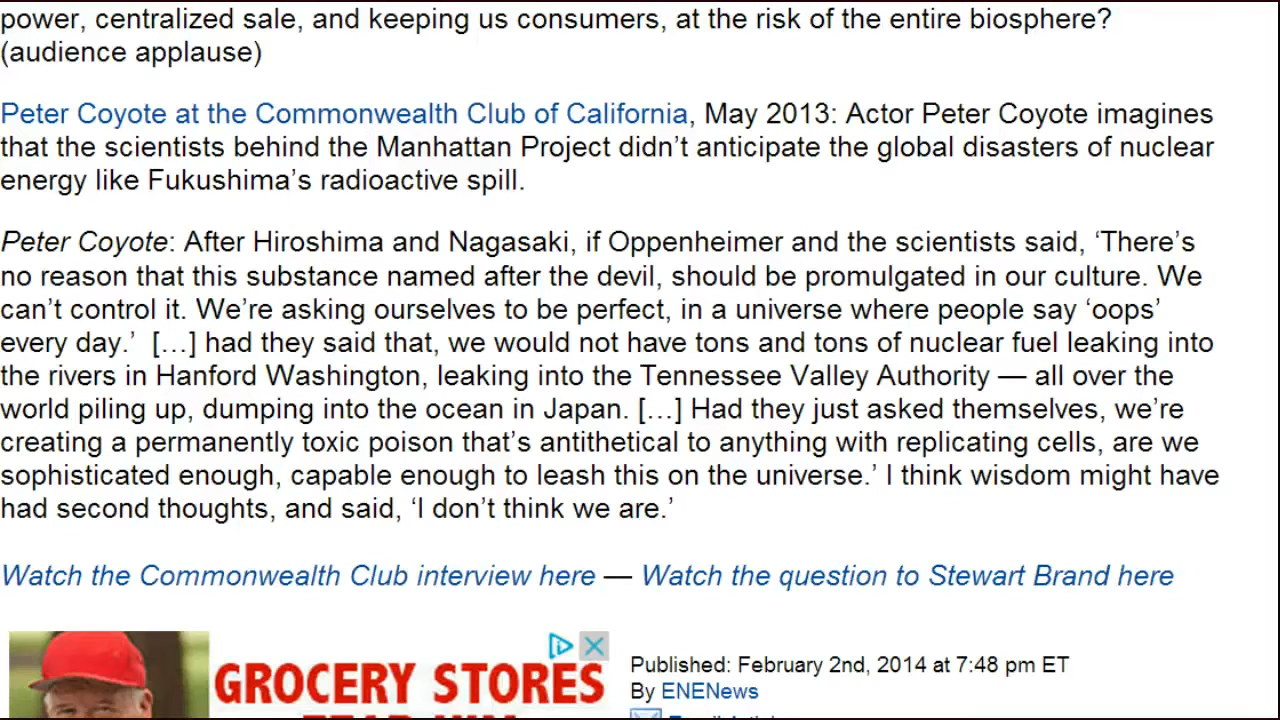 power, centralized sale, and keeping us consumers, at the risk of the entire biosphere?
(audience applause)
Peter Coyote at the Commonwealth Club of California, May 2013: Actor Peter Coyote imagines
that the scientists behind the Manhattan Project didn’t anticipate the global disasters of nuclear
energy like Fukushima’s radioactive spill.
Peter Coyote: After Hiroshima and Nagasaki, if Oppenheimer and the scientists said, ‘There’s
no reason that this substance named after the devil, should be promulgated in our culture. We
can’t control it. We’re asking ourselves to be perfect, in a universe where people say ‘oops’
every day.’ […] had they said that, we would not have tons and tons of nuclear fuel leaking into
the rivers in Hanford Washington, leaking into the Tennessee Valley Authority — all over the
world piling up, dumping into the ocean in Japan. […] Had they just asked themselves, we’re
creating a permanently toxic poison that’s antithetical to anything with replicating cells, are we
sophisticated enough, capable enough to leash this on the universe.’ I think wisdom might have
had second thoughts, and said, ‘I don’t think we are.’
Watch the Commonwealth Club interview here — Watch the question to Stewart Brand here
GROCERY STORES
Published: February 2nd, 2014 at 7:48 pm ET
By ENENews